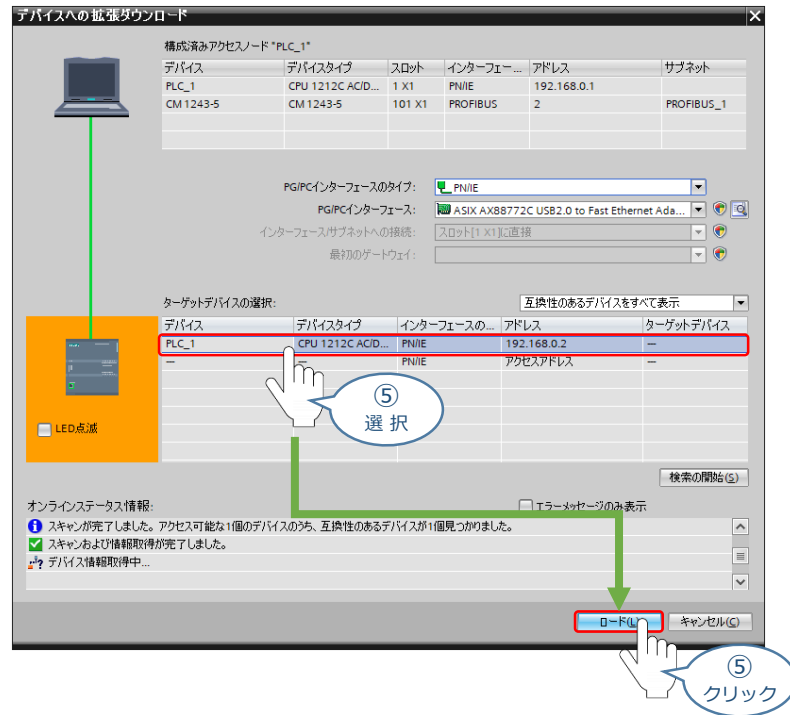 デバイスへの拡張ダウンロード
構成済みアクセスノード "PLC_1"
デバイス デバイスタイプ スロット インターフェー... アドレス サブネット
PLC_1 CPU 1212C AC/D... 1 X1 PN/IE 192.168.0.1
CM 1243-5 CM 1243-5 101 X1 PROFIBUS 2 PROFIBUS_1
PG/PCインターフェースのタイプ: PN/IE
PG/PCインターフェース: ASIX AX88772C USB2.0 to Fast Ethernet Ada...
インターフェース/サブネットへの接続: スロット[1 X1]に直接
最初のゲートウェイ:
ターゲットデバイスの選択: 互換性のあるデバイスをすべて表示
デバイス デバイスタイプ インターフェースの... アドレス ターゲットデバイス
PLC_1 CPU 1212C AC/D... PN/IE 192.168.0.2 —
— — PN/IE アクセスアドレス —
⑤
選 択
LED点滅
検索の開始(S)
オンラインステータス情報: エラーメッセージのみ表示
スキャンが完了しました。アクセス可能な1個のデバイスのうち、互換性のあるデバイスが1個見つかりました。
スキャンおよび情報取得が完了しました。
デバイス情報取得中...
ロード(L) キャンセル(C)
⑤
クリック